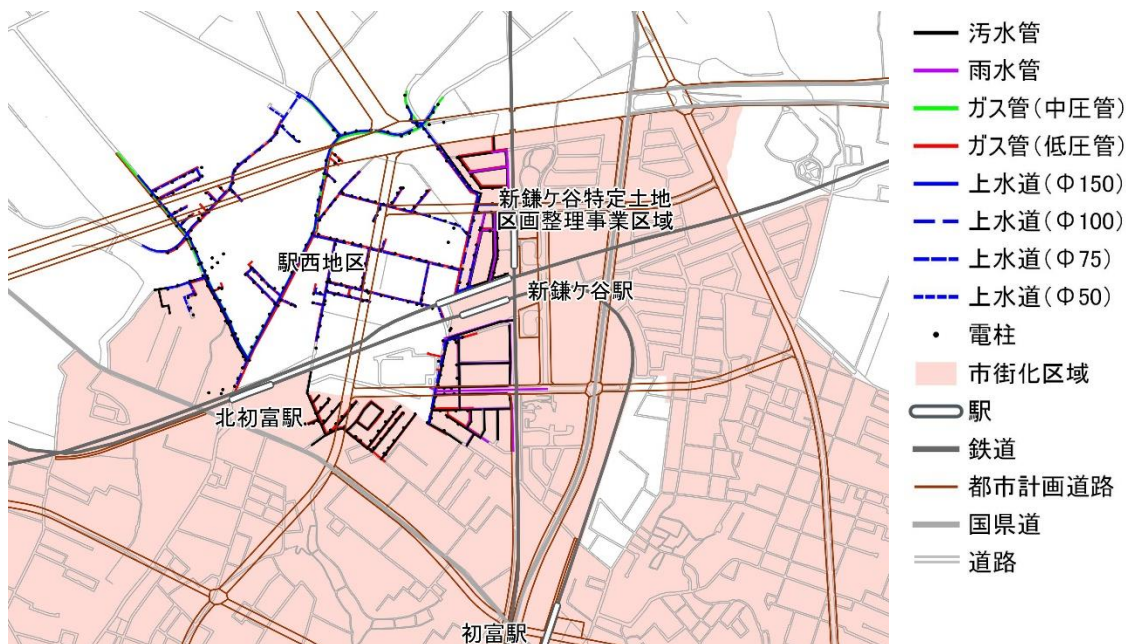 新鎌ケ谷特定土地
区画整理事業区域
駅西地区
新鎌ケ谷駅
北初富駅
初富駅
汚水管
雨水管
ガス管(中圧管)
ガス管(低圧管)
上水道(Φ150)
上水道(Φ100)
上水道(Φ75)
上水道(Φ50)
電柱
市街化区域
駅
鉄道
都市計画道路
国県道
道路